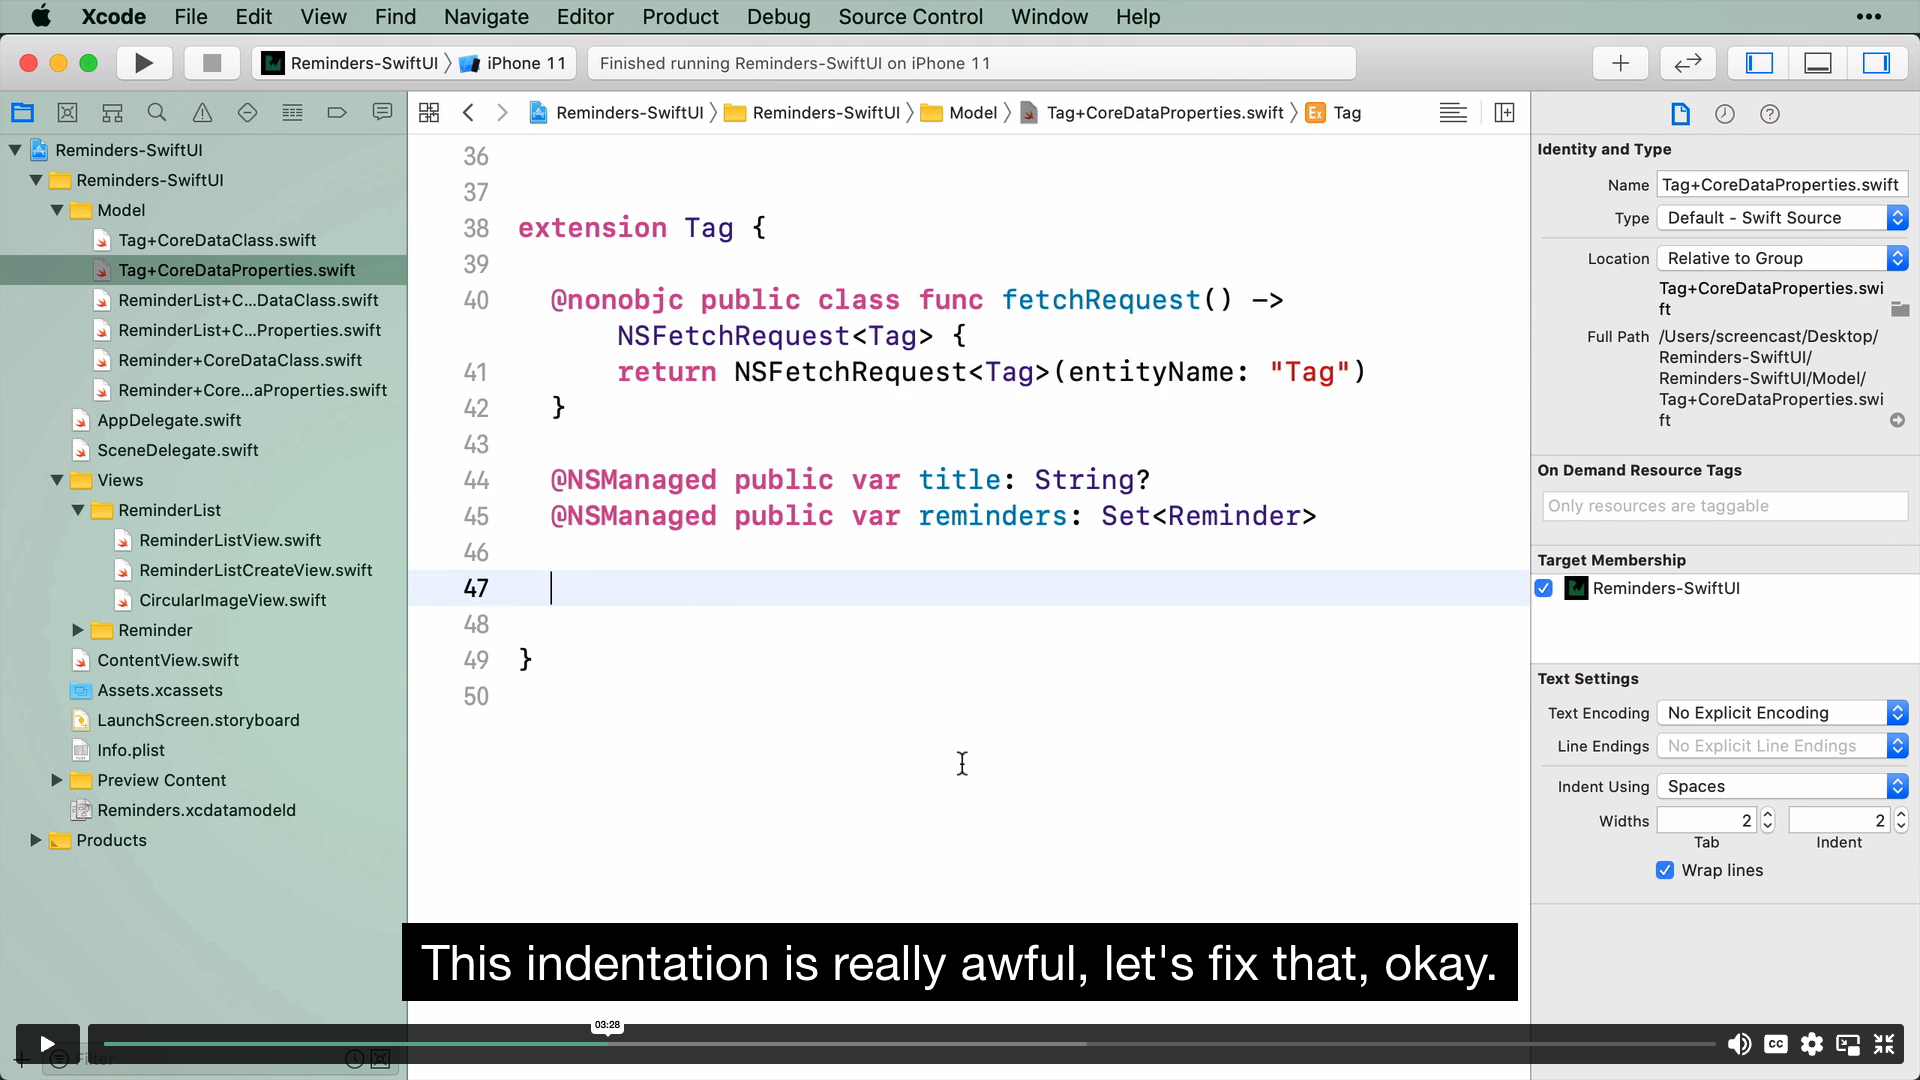 Xcode File Edit View Find Navigate Editor Product Debug Source Control Window Help
Reminders-SwiftUI iPhone 11 Finished running Reminders-SwiftUI on iPhone 11
Reminders-SwiftUI Reminders-SwiftUI Model Tag+CoreDataProperties.swift Ex Tag
Reminders-SwiftUI
Reminders-SwiftUI
Model
Tag+CoreDataClass.swift
Tag+CoreDataProperties.swift
ReminderList+C...DataClass.swift
ReminderList+C...Properties.swift
Reminder+CoreDataClass.swift
Reminder+Core...aProperties.swift
AppDelegate.swift
SceneDelegate.swift
Views
ReminderList
ReminderListView.swift
ReminderListCreateView.swift
CircularImageView.swift
Reminder
ContentView.swift
Assets.xcassets
LaunchScreen.storyboard
Info.plist
Preview Content
Reminders.xcdatamodeld
Products
Filter
36
37
38 extension Tag {
39
40 @nonobjc public class func fetchRequest() ->
NSFetchRequest<Tag> {
41 return NSFetchRequest<Tag>(entityName: "Tag")
42 }
43
44 @NSManaged public var title: String?
45 @NSManaged public var reminders: Set<Reminder>
46
47
48
49 }
50
Identity and Type
Name Tag+CoreDataProperties.swift
Type Default - Swift Source
Location Relative to Group
Tag+CoreDataProperties.swi
ft
Full Path /Users/screencast/Desktop/
Reminders-SwiftUI/
Reminders-SwiftUI/Model/
Tag+CoreDataProperties.swi
ft
On Demand Resource Tags
Only resources are taggable
Target Membership
Reminders-SwiftUI
Text Settings
Text Encoding No Explicit Encoding
Line Endings No Explicit Line Endings
Indent Using Spaces
Widths 2 2
Tab Indent
Wrap lines
This indentation is really awful, let's fix that, okay.
03:28
CC